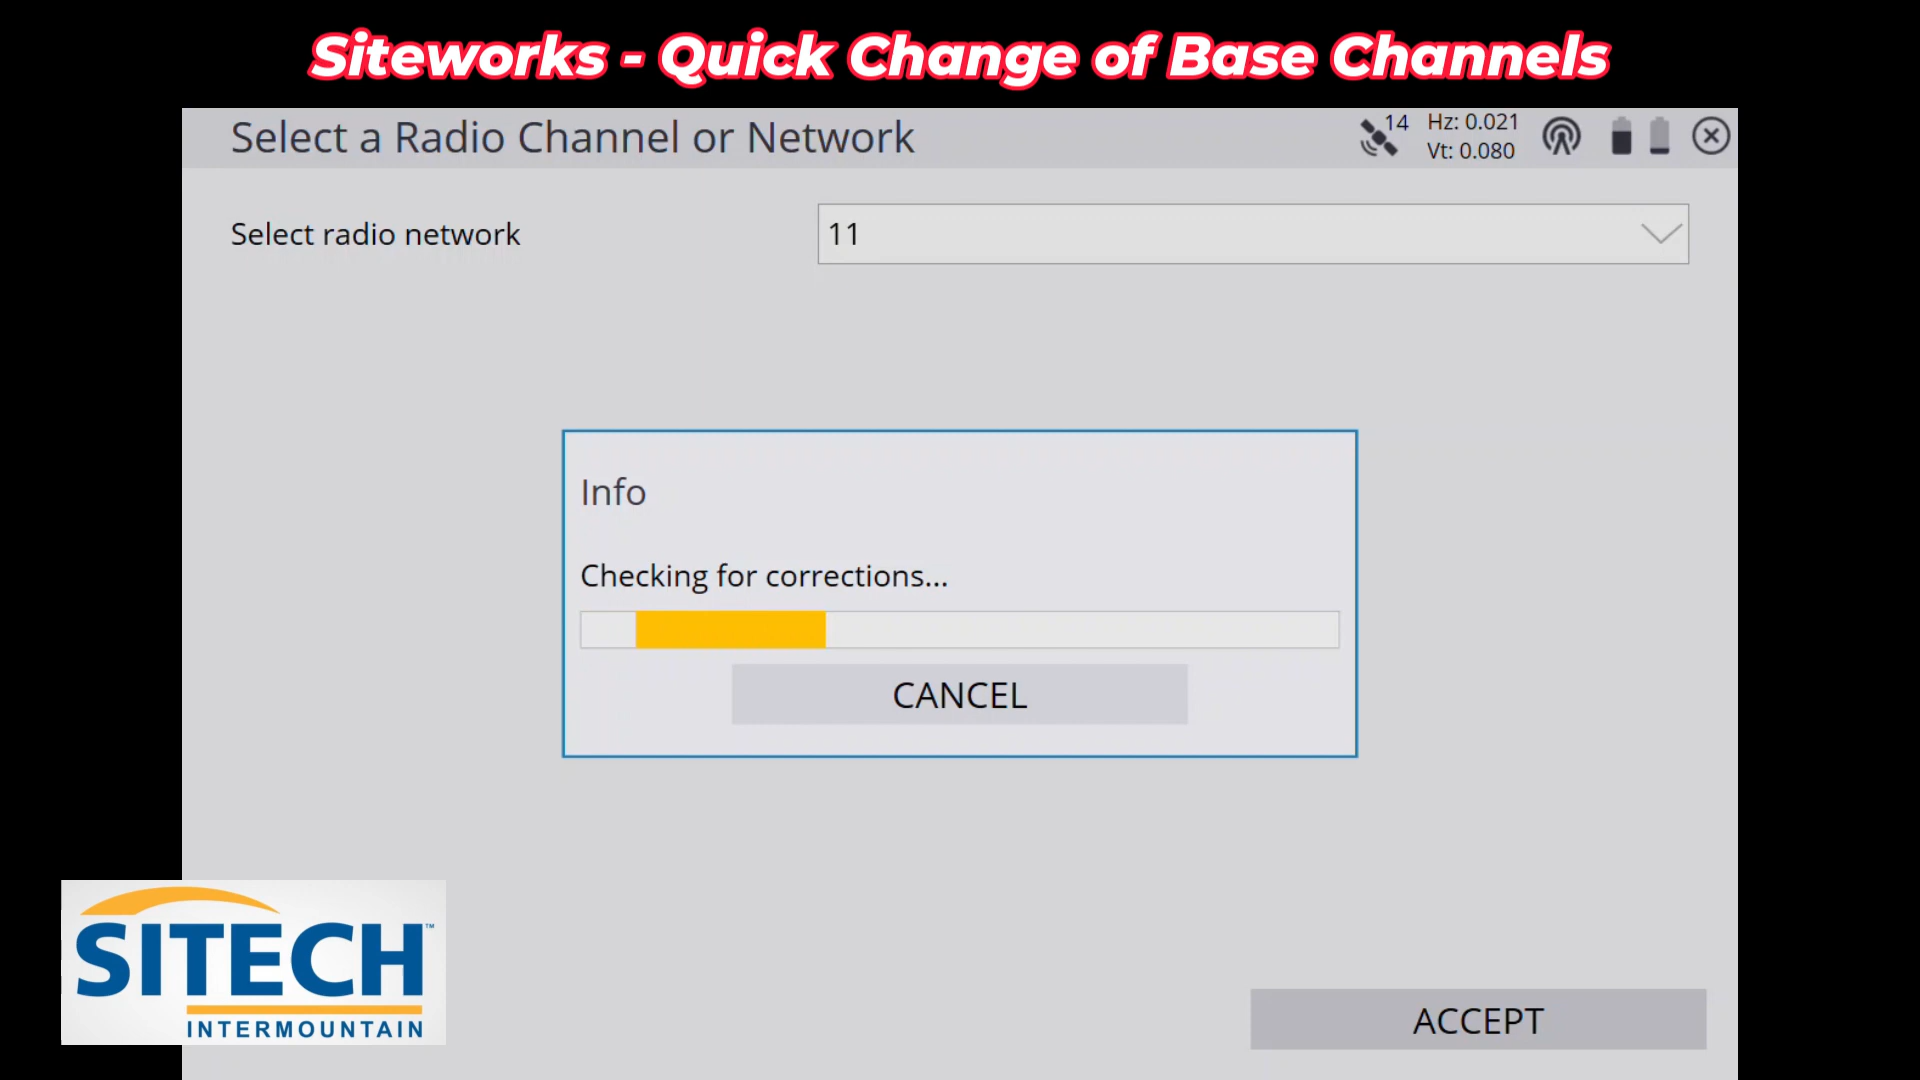 Siteworks - Quick Change of Base Channels
Select a Radio Channel or Network
14
Hz: 0.021
Vt: 0.080
Select radio network
11
Info
Checking for corrections...
CANCEL
SITECH™
INTERMOUNTAIN
ACCEPT